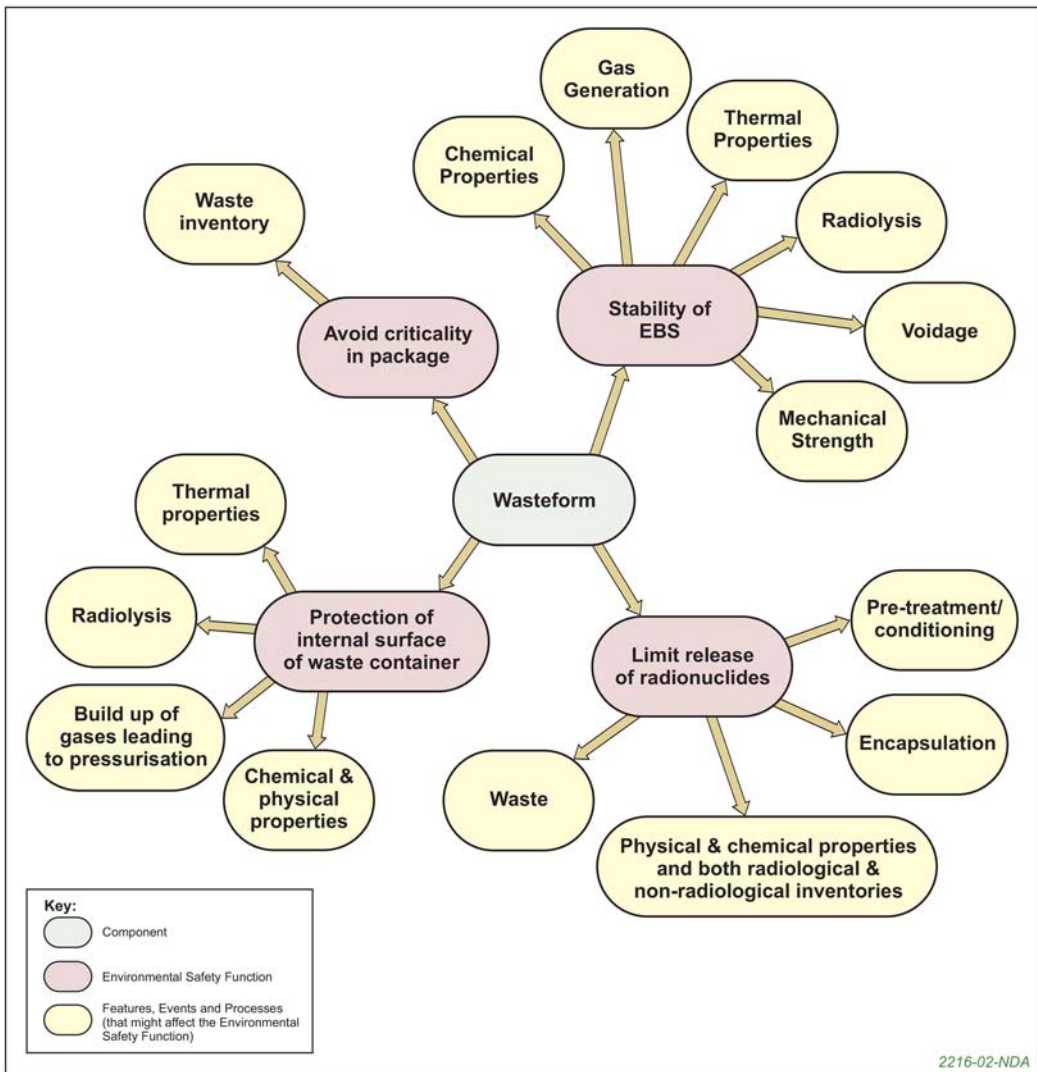 Gas
Generation
Thermal
Properties
Chemical
Properties
Waste
inventory
Radiolysis
Stability of
EBS
Avoid criticality
in package
Voidage
Mechanical
Strength
Wasteform
Thermal
properties
Radiolysis
Protection of
internal surface
of waste container
Pre-treatment/
conditioning
Limit release
of radionuclides
Build up of
gases leading
to pressurisation
Encapsulation
Chemical &
physical
properties
Waste
Physical & chemical properties
and both radiological &
non-radiological inventories
Key:
Component
Environmental Safety Function
Features, Events and Processes
(that might affect the Environmental
Safety Function)
2216-02-NDA